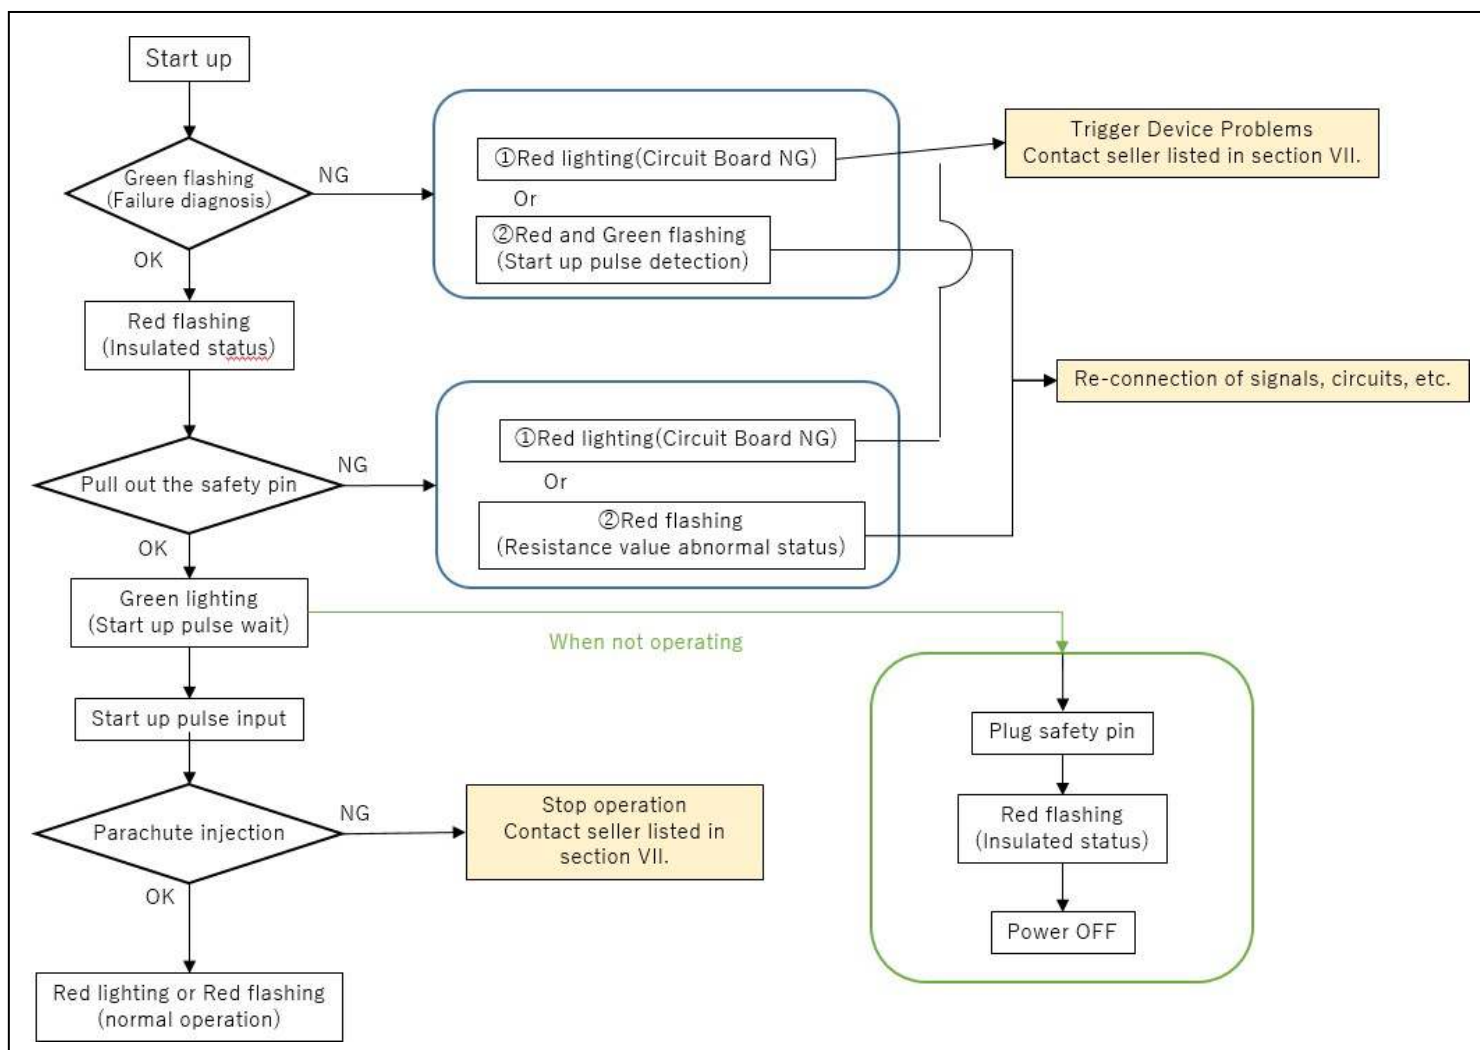 Start up
Green flashing
(Failure diagnosis)
NG
①Red lighting(Circuit Board NG)
Or
②Red and Green flashing
(Start up pulse detection)
Trigger Device Problems
Contact seller listed in section VII.
OK
Red flashing
(Insulated status)
Re-connection of signals, circuits, etc.
Pull out the safety pin
NG
①Red lighting(Circuit Board NG)
Or
②Red flashing
(Resistance value abnormal status)
OK
Green lighting
(Start up pulse wait)
When not operating
Start up pulse input
Plug safety pin
Red flashing
(Insulated status)
Power OFF
Parachute injection
NG
Stop operation
Contact seller listed in
section VII.
OK
Red lighting or Red flashing
(normal operation)